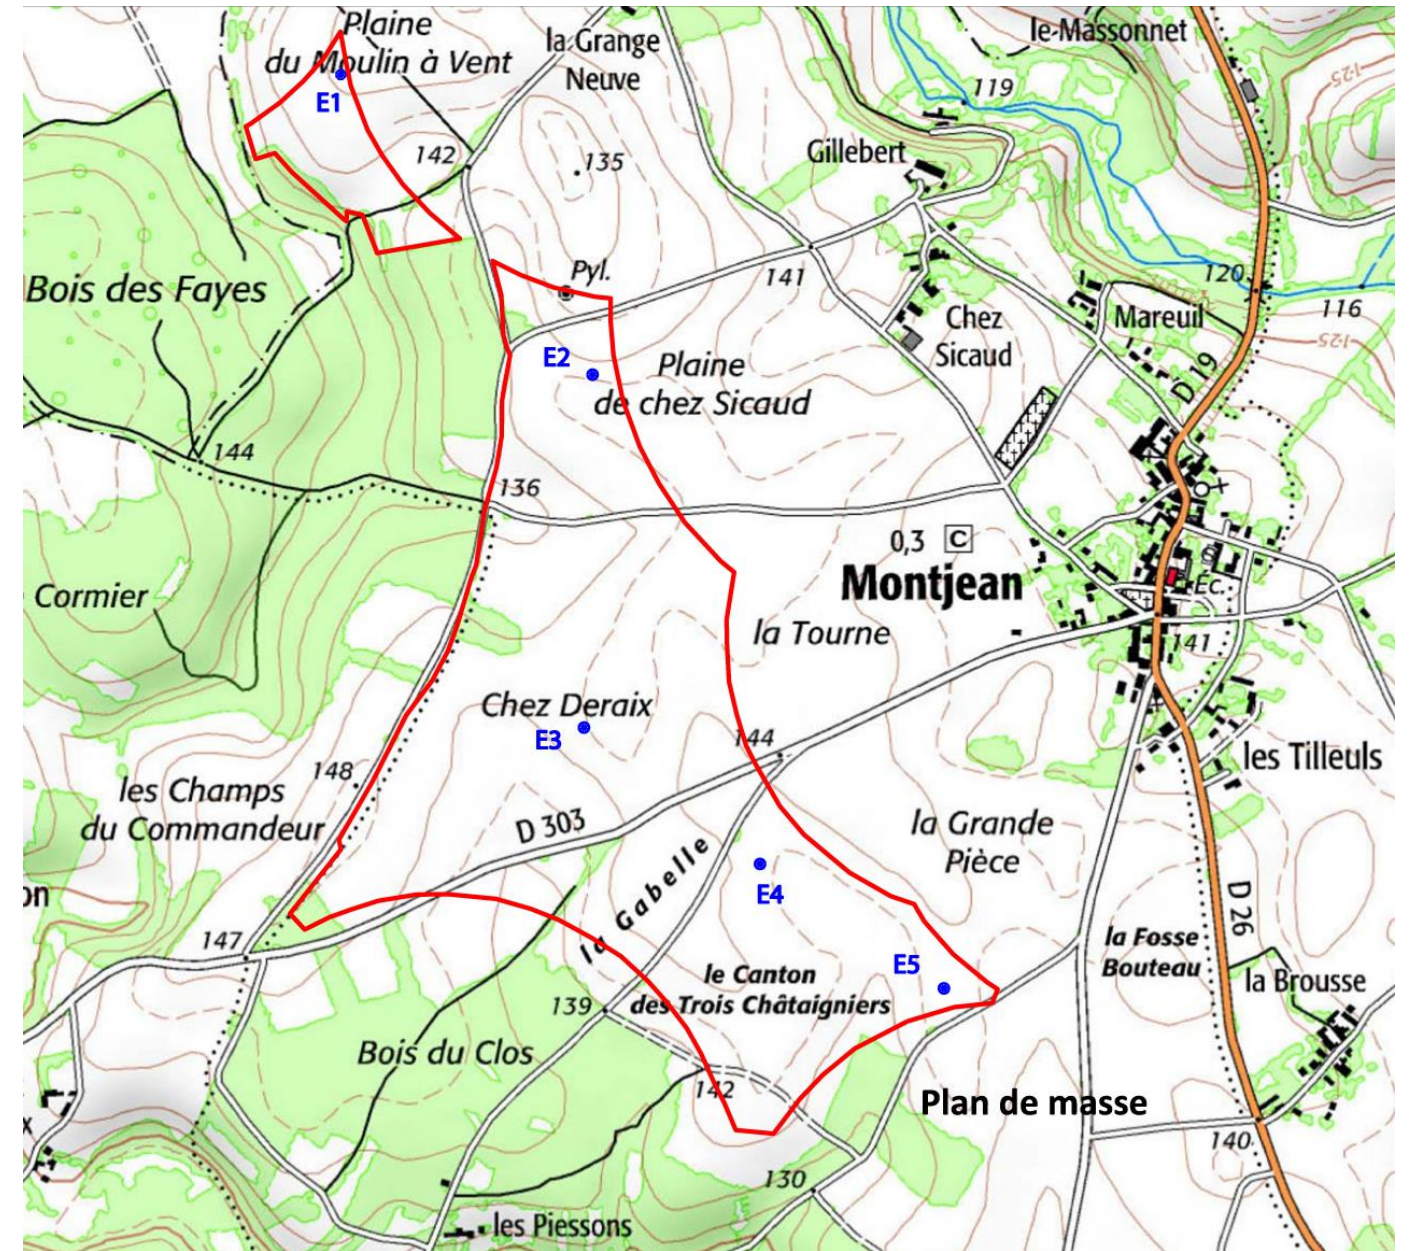 Plaine
du Moulin à Vent
la Grange
Neuve
le-Massonnet
125
E1
119
142
135
Gillebert
Pyl.
141
120
116
125
Bois des Fayes
Chez
Sicaud
Mareuil
D 19
E2
Plaine
de chez Sicaud
144
136
0,3 C
Montjean
Éc.
Cormier
la Tourne
141
Chez Deraix
E3
144
les Tilleuls
148
les Champs
du Commandeur
D 303
la Grande
Pièce
la Gabelle
E4
on
D 26
147
la Fosse
Bouteau
E5
le Canton
des Trois Châtaigniers
la Brousse
139
Bois du Clos
142
Plan de masse
x
140
130
les Piessons